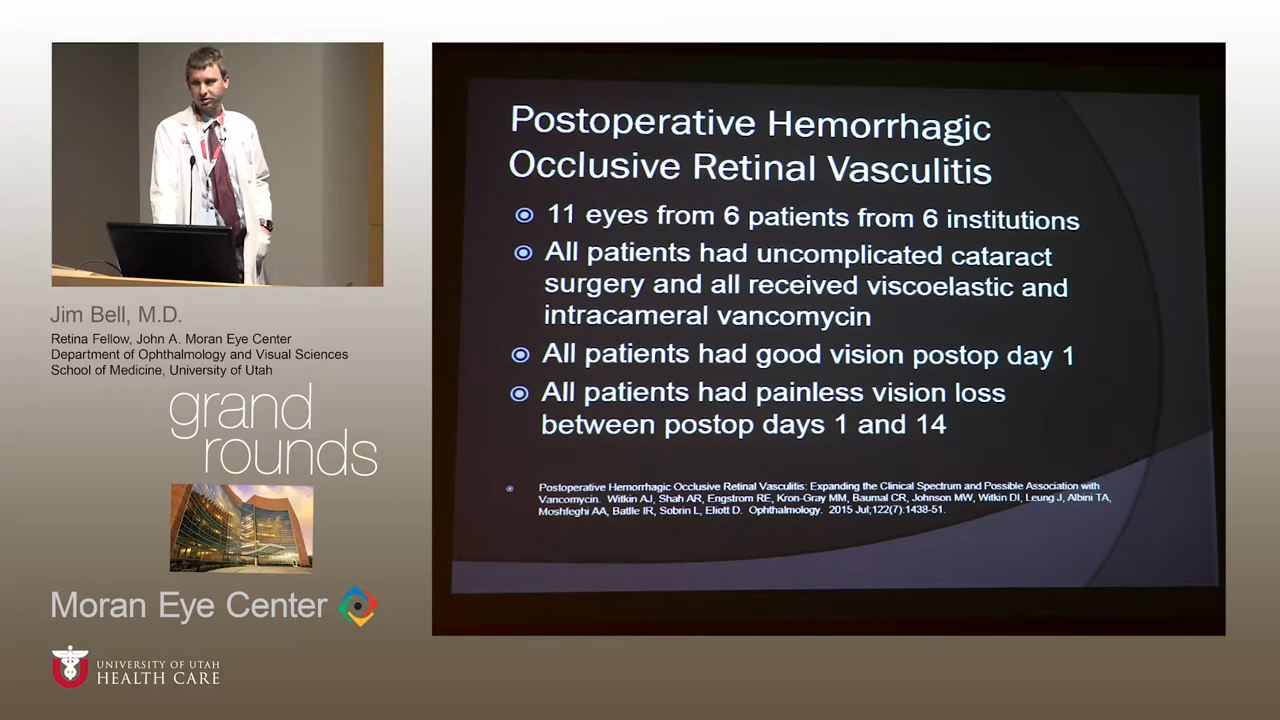 Jim Bell, M.D.
Retina Fellow, John A. Moran Eye Center
Department of Ophthalmology and Visual Sciences
School of Medicine, University of Utah
grand
rounds
Moran Eye Center
UNIVERSITY OF UTAH
HEALTH CARE
Postoperative Hemorrhagic
Occlusive Retinal Vasculitis
11 eyes from 6 patients from 6 institutions
All patients had uncomplicated cataract
surgery and all received viscoelastic and
intracameral vancomycin
All patients had good vision postop day 1
All patients had painless vision loss
between postop days 1 and 14
Postoperative Hemorrhagic Occlusive Retinal Vasculitis: Expanding the Clinical Spectrum and Possible Association with
Vancomycin. Witkin AJ, Shah AR, Engstrom RE, Kron-Gray MM, Baumal CR, Johnson MW, Witkin DI, Leung J, Albini TA,
Moshfeghi AA, Batlle IR, Sobrin L, Eliott D. Ophthalmology. 2015 Jul;122(7):1438-51.